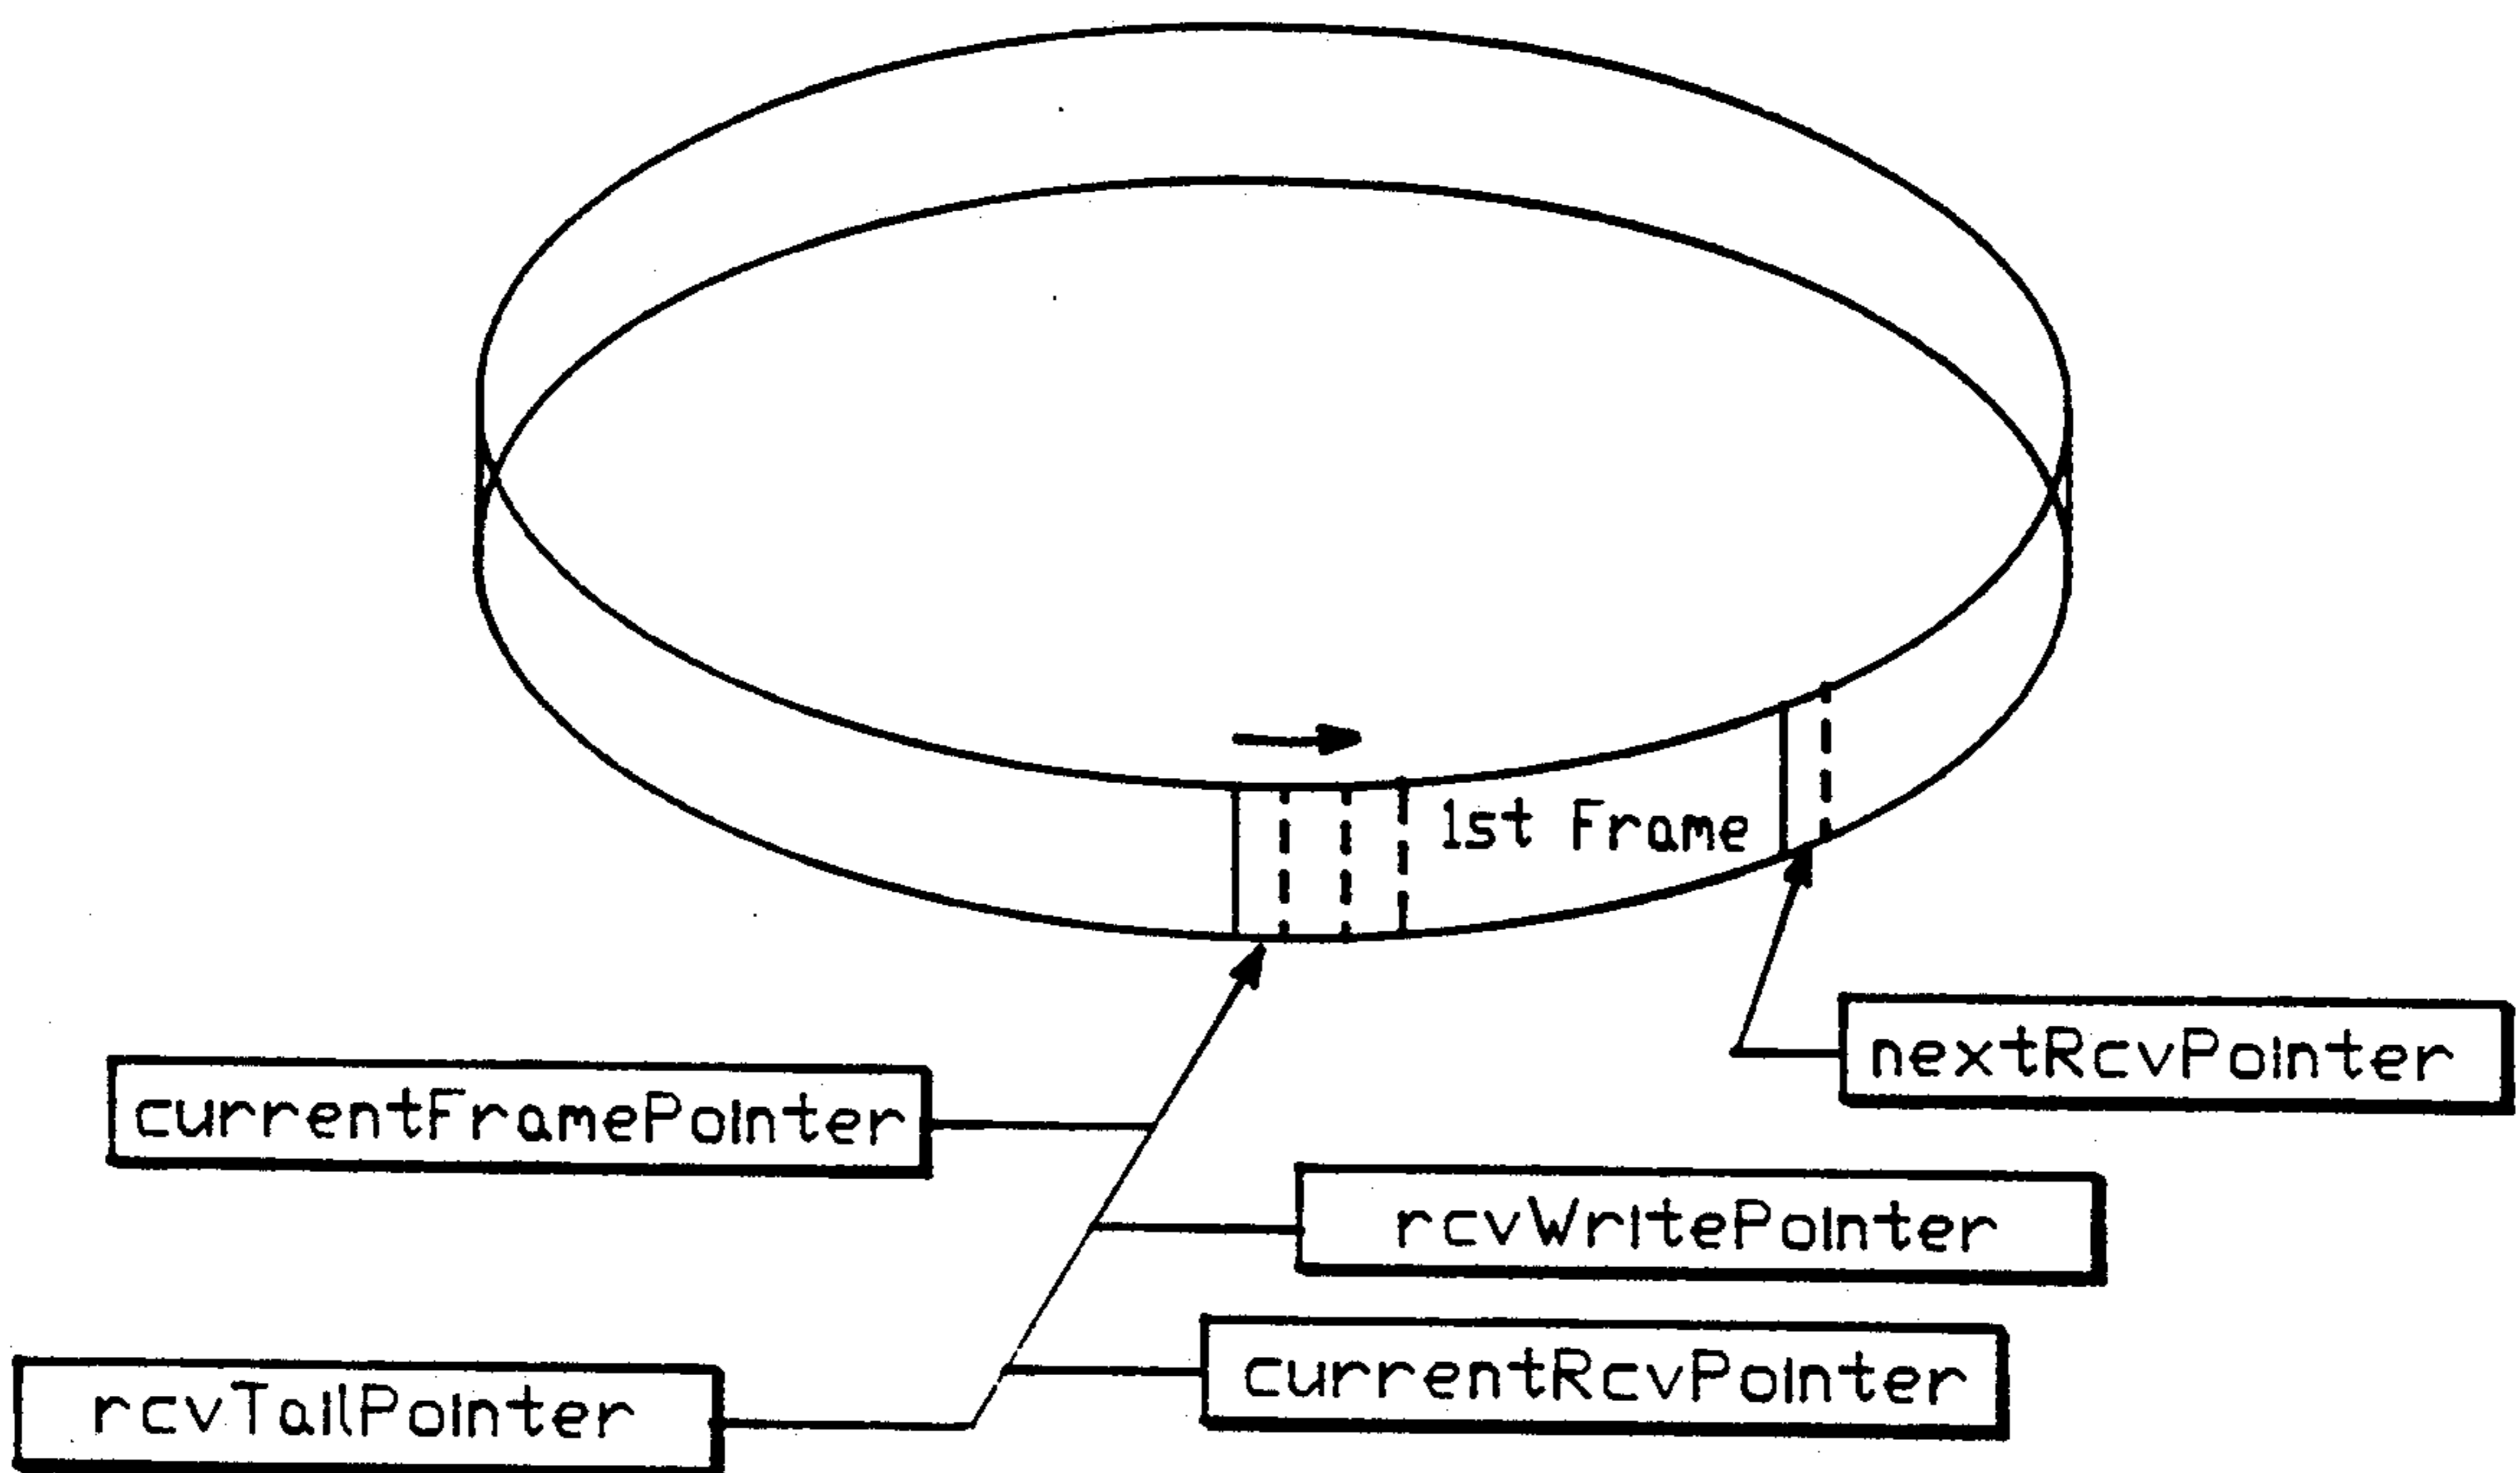 1st Frame
nextRcvPointer
currentFramePointer
rcvWritePointer
currentRcvPointer
rcvTailPointer